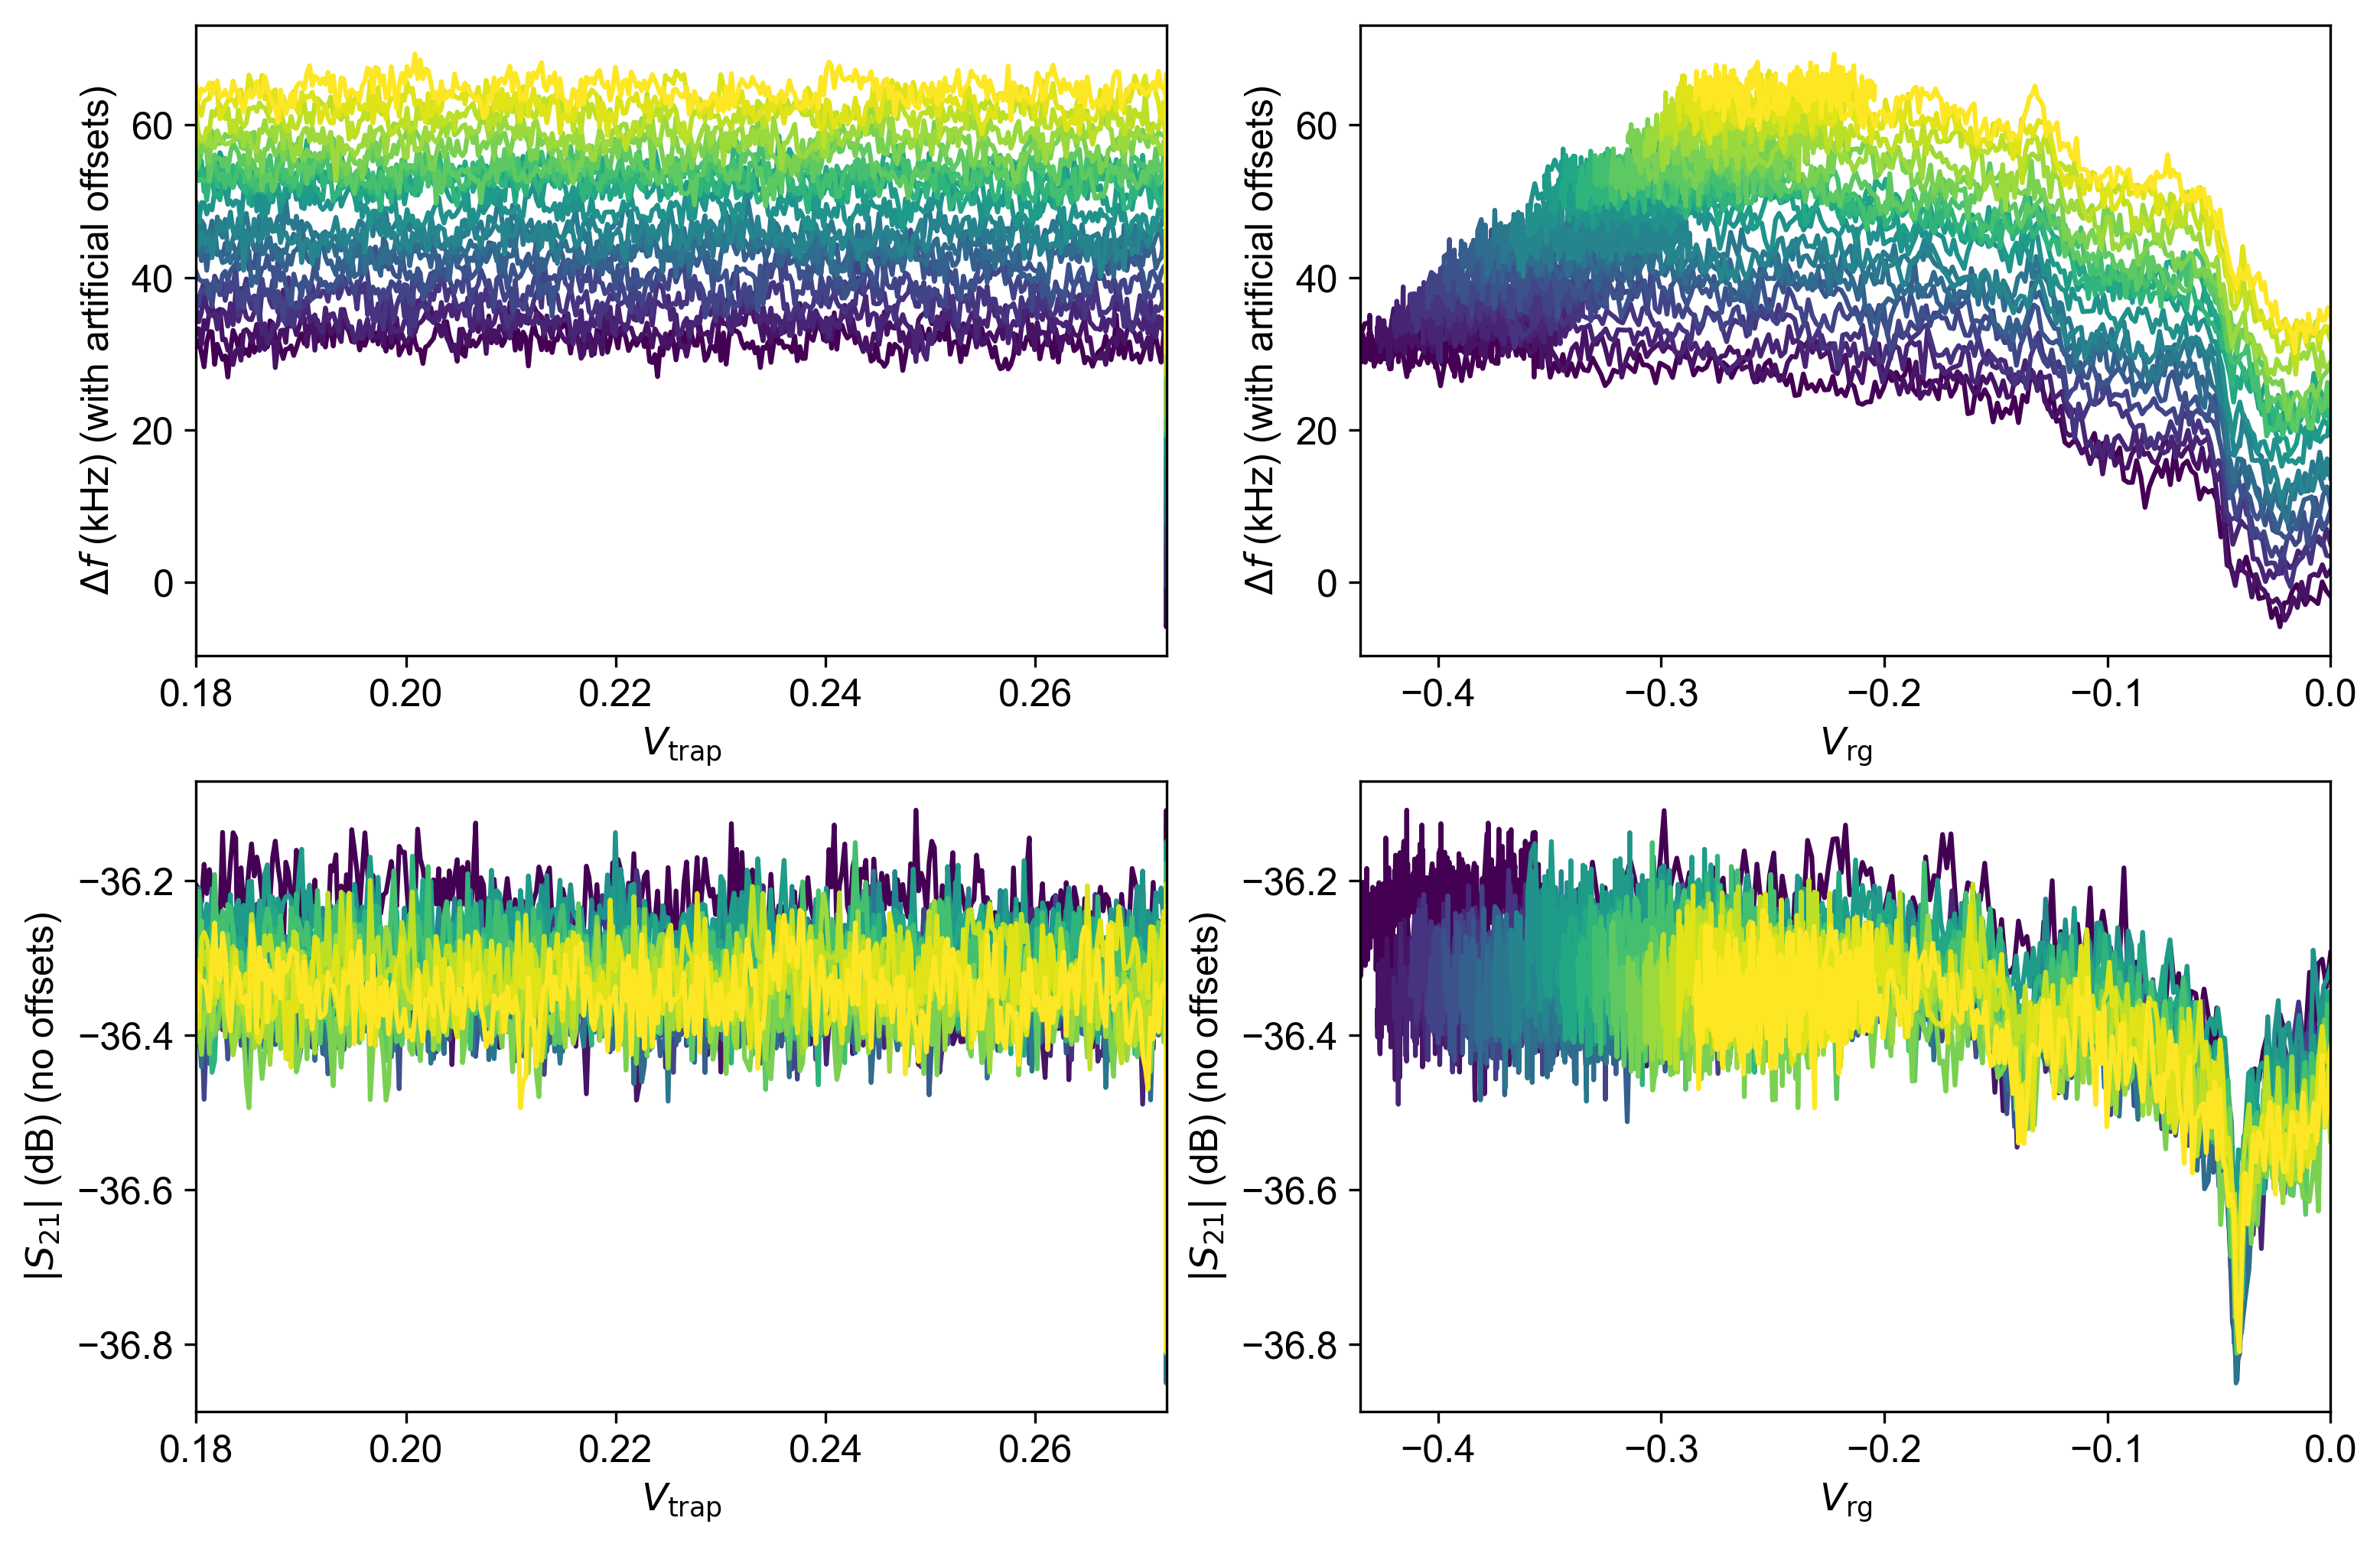 Δf (kHz) (with artificial offsets)
60
40
20
0
0.18 0.20 0.22 0.24 0.26
V_trap
Δf (kHz) (with artificial offsets)
60
40
20
0
−0.4 −0.3 −0.2 −0.1 0.0
V_rg
|S_21| (dB) (no offsets)
−36.2
−36.4
−36.6
−36.8
0.18 0.20 0.22 0.24 0.26
V_trap
|S_21| (dB) (no offsets)
−36.2
−36.4
−36.6
−36.8
−0.4 −0.3 −0.2 −0.1 0.0
V_rg